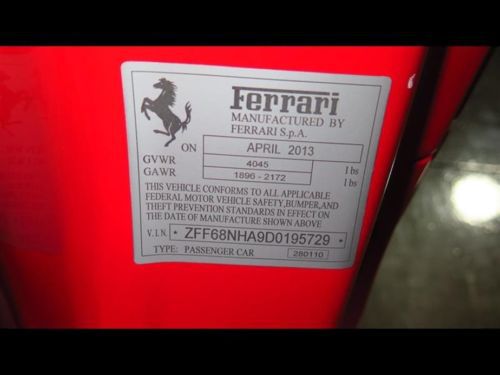 Ferrari
MANUFACTURED BY
FERRARI S.p.A.
ON APRIL 2013
GVWR 4045 lbs
GAWR 1896 - 2172 lbs
THIS VEHICLE CONFORMS TO ALL APPLICABLE
FEDERAL MOTOR VEHICLE SAFETY,BUMPER,AND
THEFT PREVENTION STANDARDS IN EFFECT ON
THE DATE OF MANUFACTURE SHOWN ABOVE
V.I.N. *ZFF68NHA9D0195729*
TYPE: PASSENGER CAR 280110